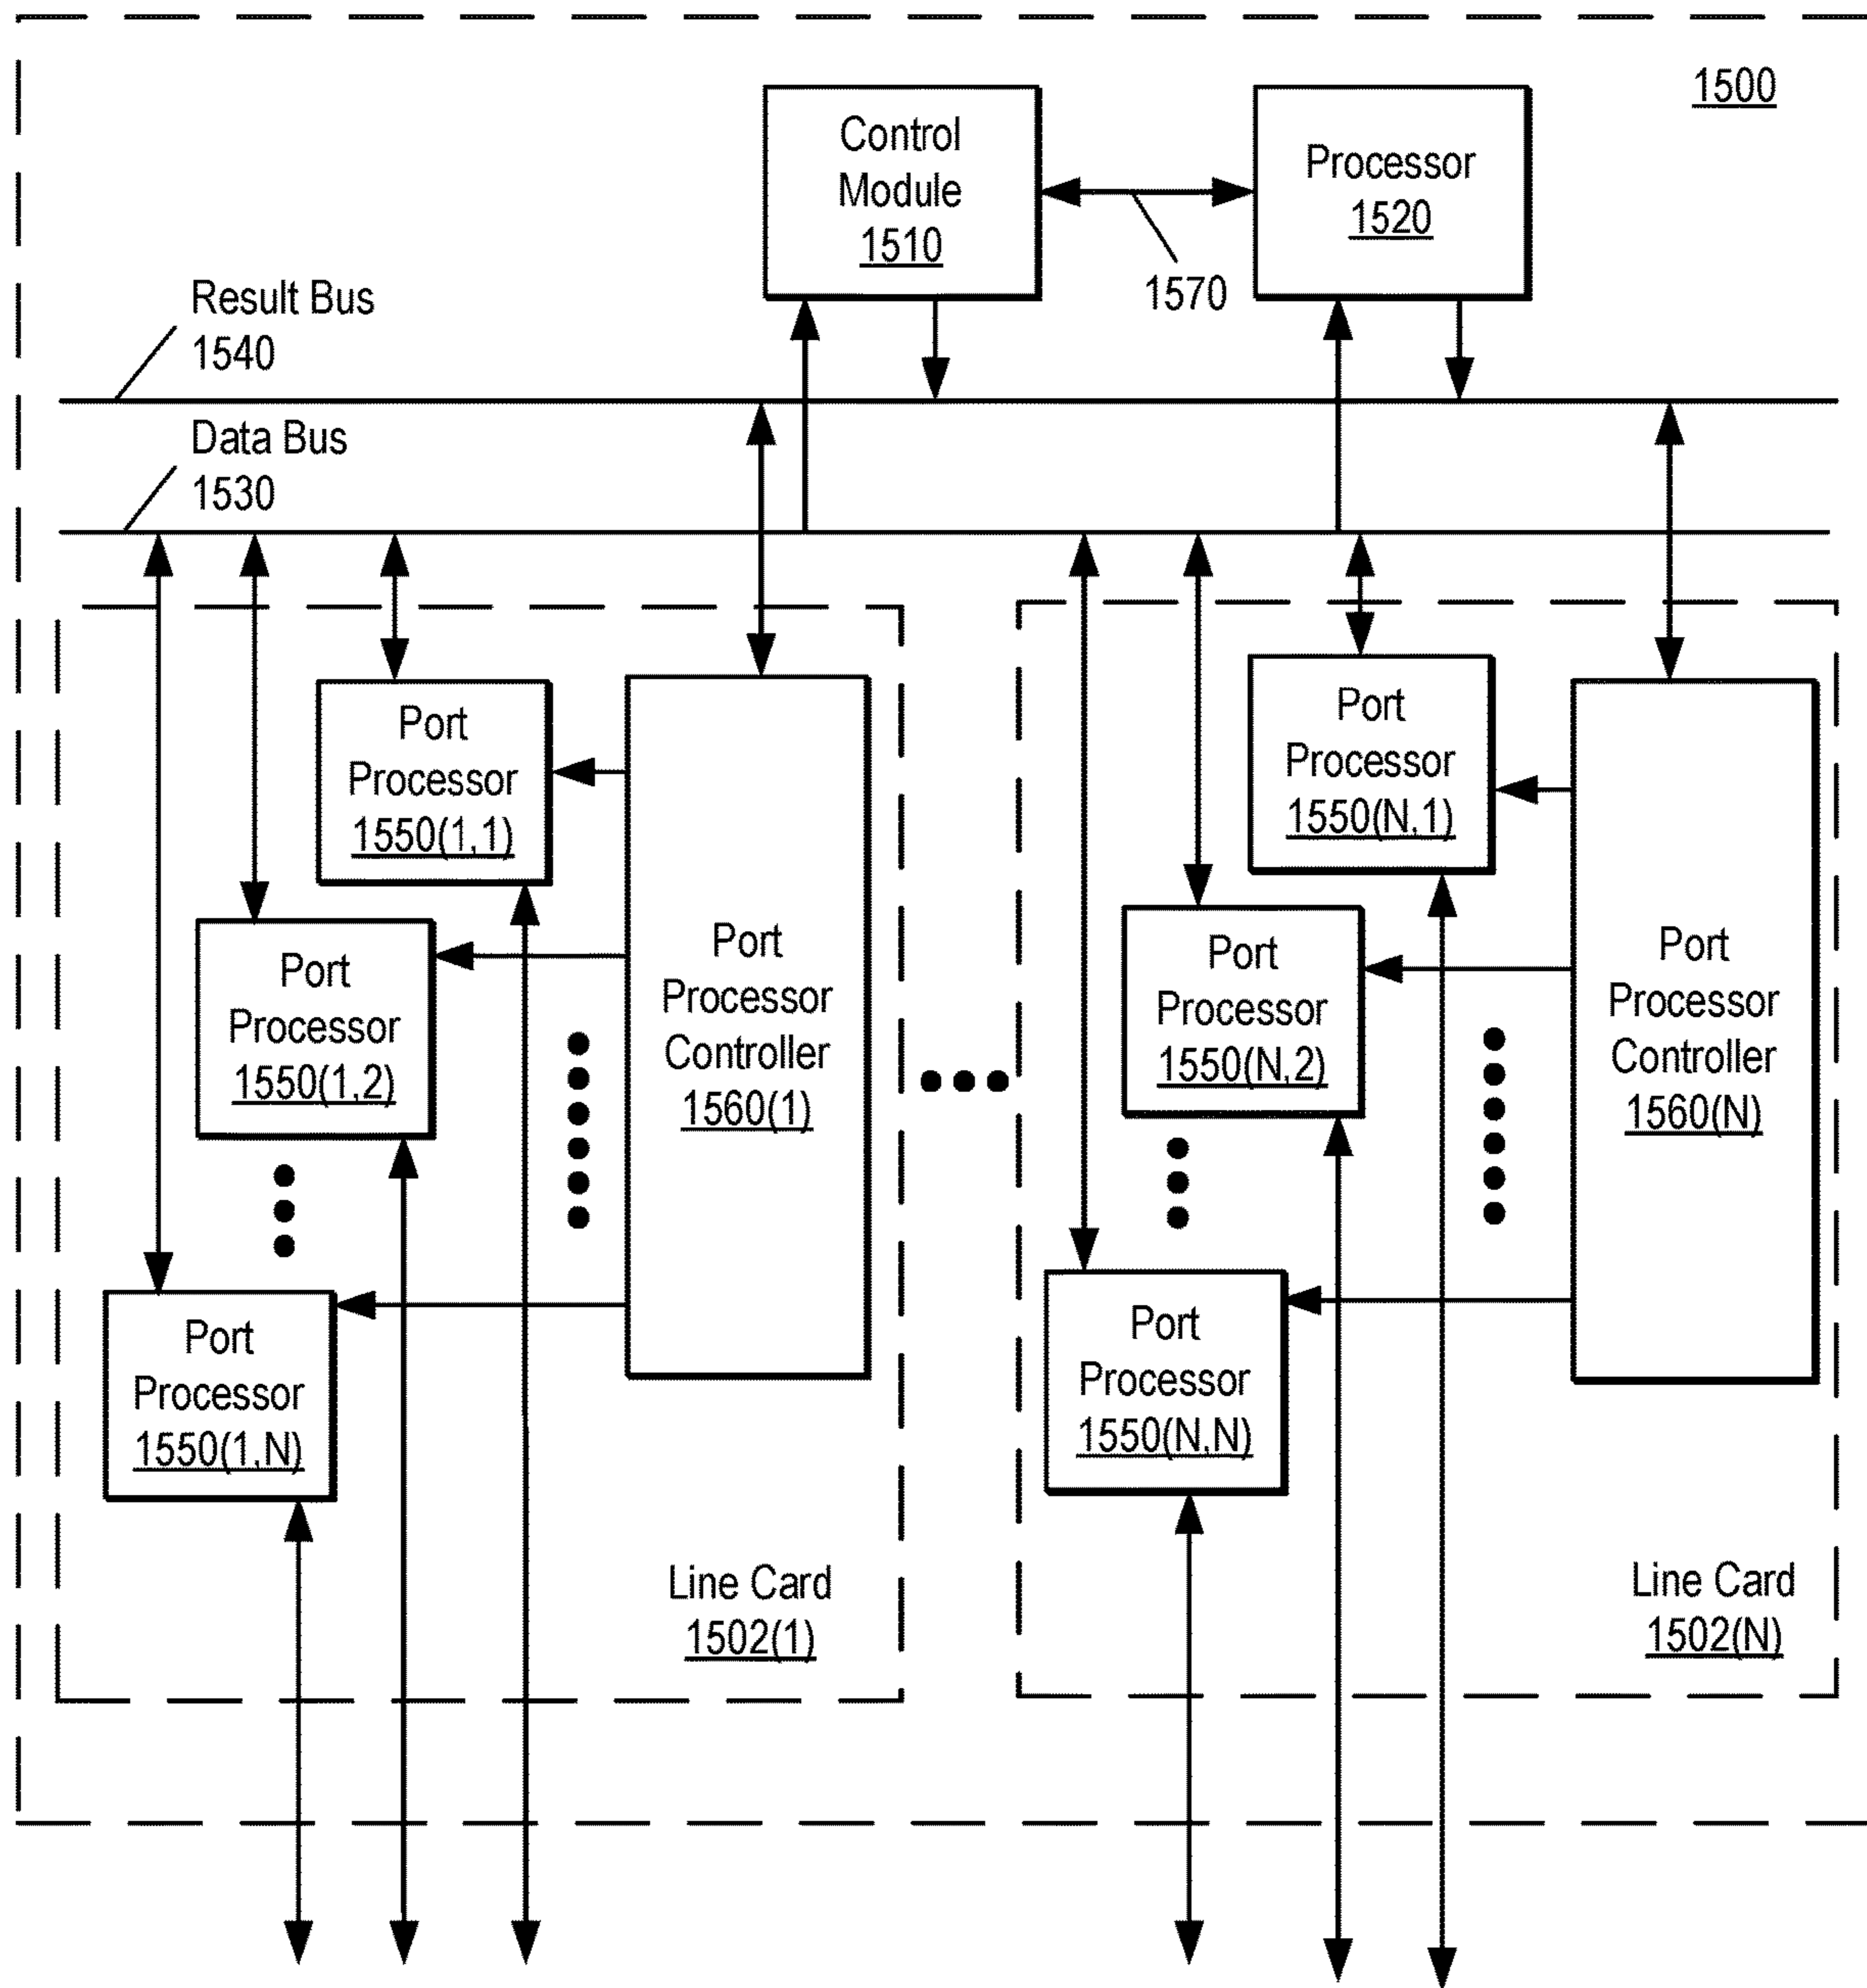 1500
Control
Module
1510
Processor
1520
1570
Result Bus
1540
Data Bus
1530
Port
Processor
1550(1,1)
Port
Processor
1550(1,2)
Port
Processor
1550(1,N)
Port
Processor
Controller
1560(1)
Line Card
1502(1)
Port
Processor
1550(N,1)
Port
Processor
1550(N,2)
Port
Processor
1550(N,N)
Port
Processor
Controller
1560(N)
Line Card
1502(N)